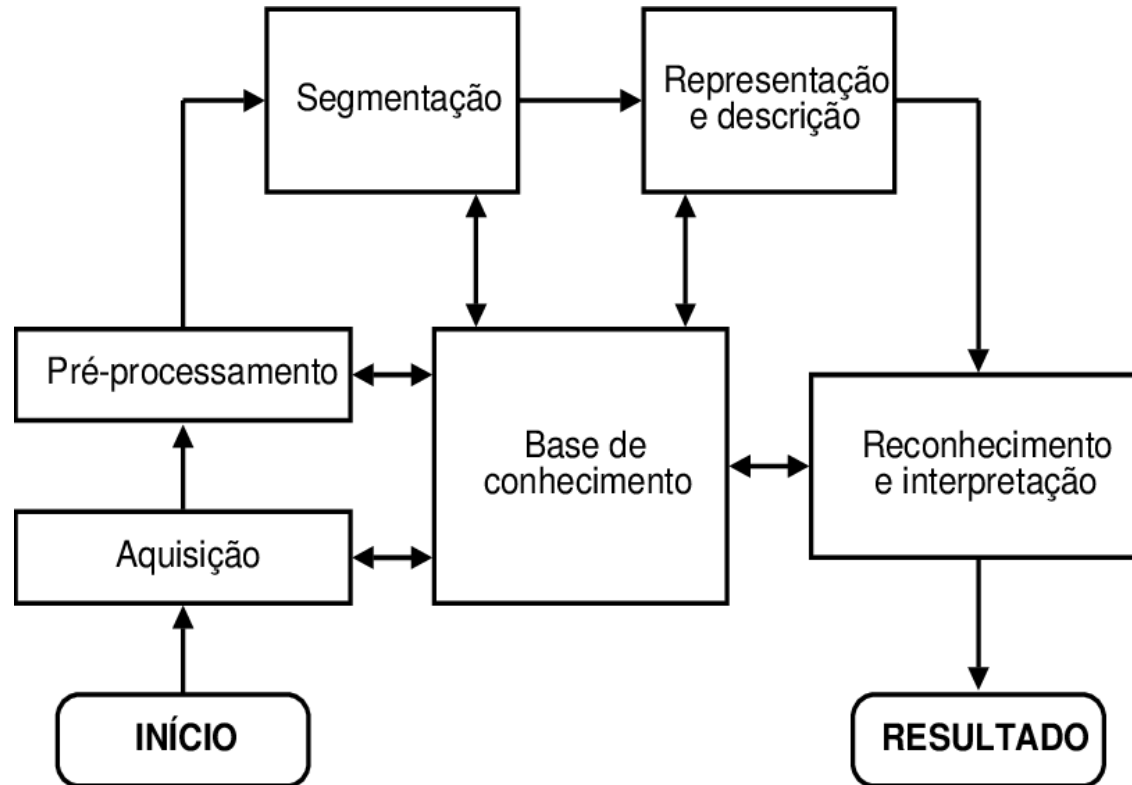 Segmentação
Representação
e descrição
Pré-processamento
Base de
conhecimento
Reconhecimento
e interpretação
Aquisição
INÍCIO
RESULTADO